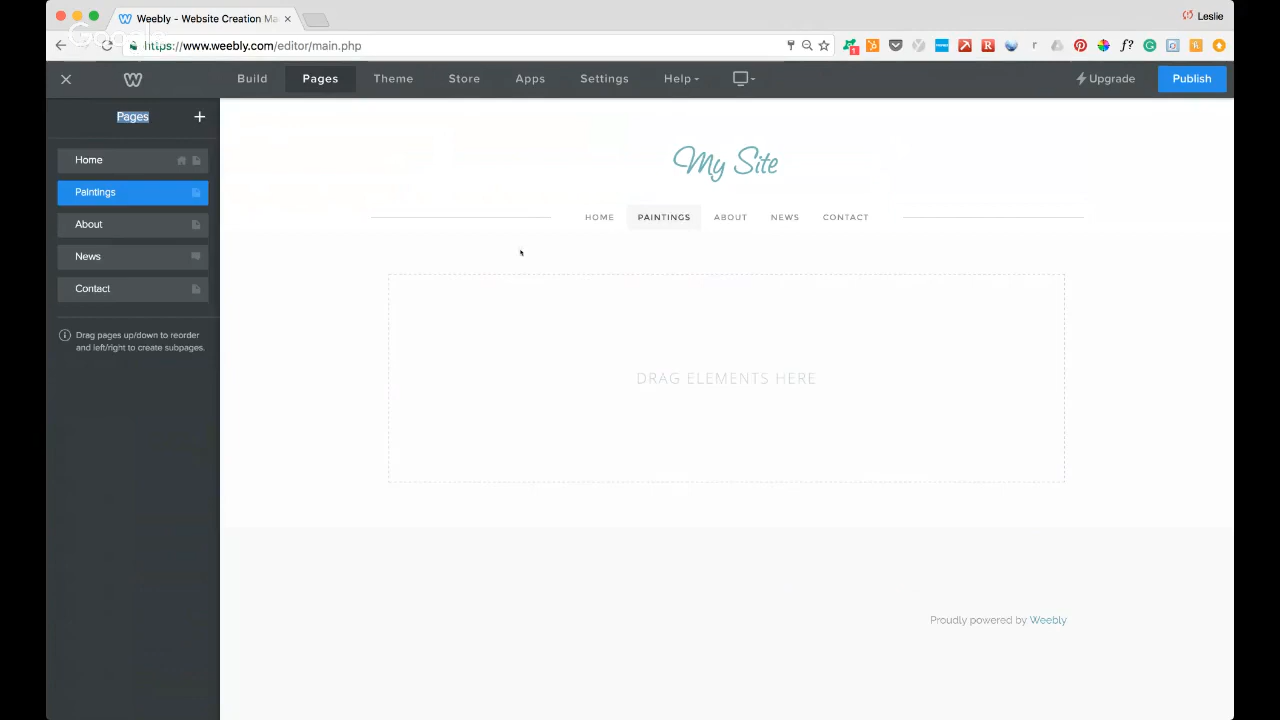 Weebly - Website Creation Ma
Leslie
Google
https://www.weebly.com/editor/main.php
Build
Pages
Theme
Store
Apps
Settings
Help
Upgrade
Publish
Pages
Home
Paintings
About
News
Contact
Drag pages up/down to reorder
and left/right to create subpages.
My Site
HOME PAINTINGS ABOUT NEWS CONTACT
DRAG ELEMENTS HERE
Proudly powered by Weebly